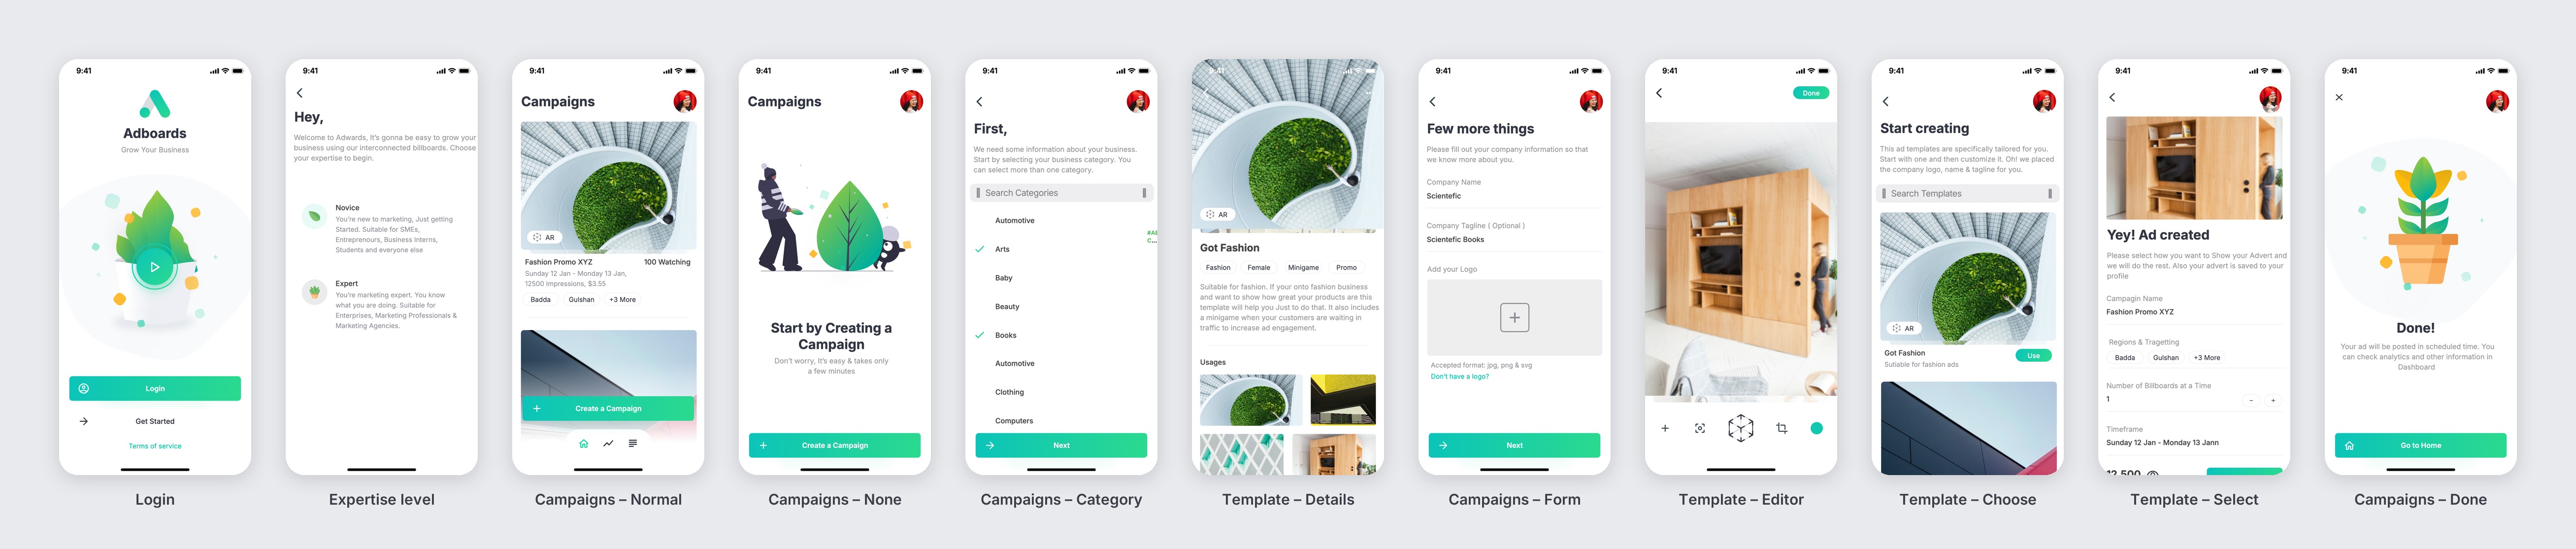 9:41
Adboards
Grow Your Business
Login
Get Started
Terms of service
Login
9:41
Hey,
Welcome to Adwards, It's gonna be easy to grow your
business using our interconnected billboards. Choose
your expertise to begin.
Novice
You're new to marketing, Just getting
Started. Suitable for SMEs,
Entreprenours, Business Interns,
Students and everyone else
Expert
You're marketing expert. You know
what you are doing. Suitable for
Enterprises, Marketing Professionals &
Marketing Agencies.
Expertise level
9:41
Campaigns
AR
Fashion Promo XYZ
100 Watching
Sunday 12 Jan - Monday 13 Jan,
12500 impressions, $3.55
Badda
Gulshan
+3 More
Create a Campaign
Campaigns – Normal
9:41
Campaigns
Start by Creating a
Campaign
Don't worry, It's easy & takes only
a few minutes
Create a Campaign
Campaigns – None
9:41
First,
We need some information about your business.
Start by selecting your business category. You
can select more than one category.
Search Categories
Automotive
Arts
Baby
Beauty
Books
Automotive
Clothing
Computers
Next
Campaigns – Category
9:41
AR
Got Fashion
Fashion
Female
Minigame
Promo
Suitable for fashion. If your onto fashion business
and want to show how great your products are this
template will help you Just to do that. It also includes
a minigame when your customers are waiting in
traffic to increase ad engagement.
Usages
Template – Details
9:41
Few more things
Please fill out your company information so that
we know more about you.
Company Name
Scientefic
Company Tagline ( Optional )
Scientefic Books
Add your Logo
Accepted format: jpg, png & svg
Don't have a logo?
Next
Campaigns – Form
9:41
Done
Template – Editor
9:41
Start creating
This ad templates are specifically tailored for you.
Start with one and then customize it. Oh! we placed
the company logo, name & tagline for you.
Search Templates
AR
Got Fashion
Use
Sutiable for fashion ads
Template – Choose
9:41
Yey! Ad created
Please select how you want to Show your Advert and
we will do the rest. Also your advert is saved to your
profile
Campagin Name
Fashion Promo XYZ
Regions & Tragetting
Badda
Gulshan
+3 More
Number of Billboards at a Time
1
Timeframe
Sunday 12 Jan - Monday 13 Jann
12,500
Template – Select
9:41
Done!
Your ad will be posted in scheduled time. You
can check analytics and other information in
Dashboard
Go to Home
Campaigns – Done